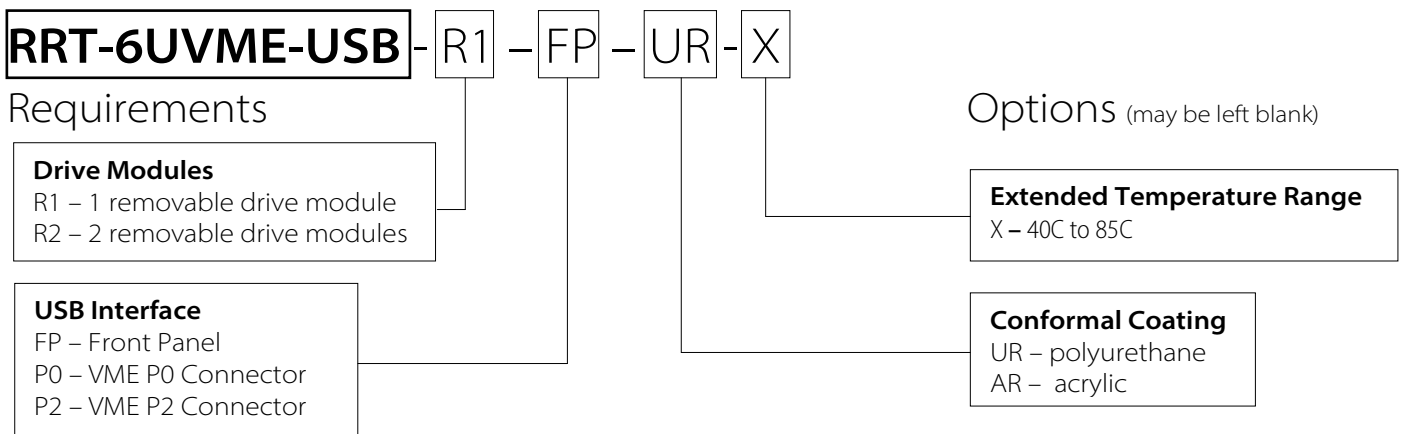 RRT-6UVME-USB - R1 – FP – UR - X
Requirements
Options (may be left blank)
Drive Modules
R1 – 1 removable drive module
R2 – 2 removable drive modules
Extended Temperature Range
X – 40C to 85C
USB Interface
FP – Front Panel
P0 – VME P0 Connector
P2 – VME P2 Connector
Conformal Coating
UR – polyurethane
AR – acrylic